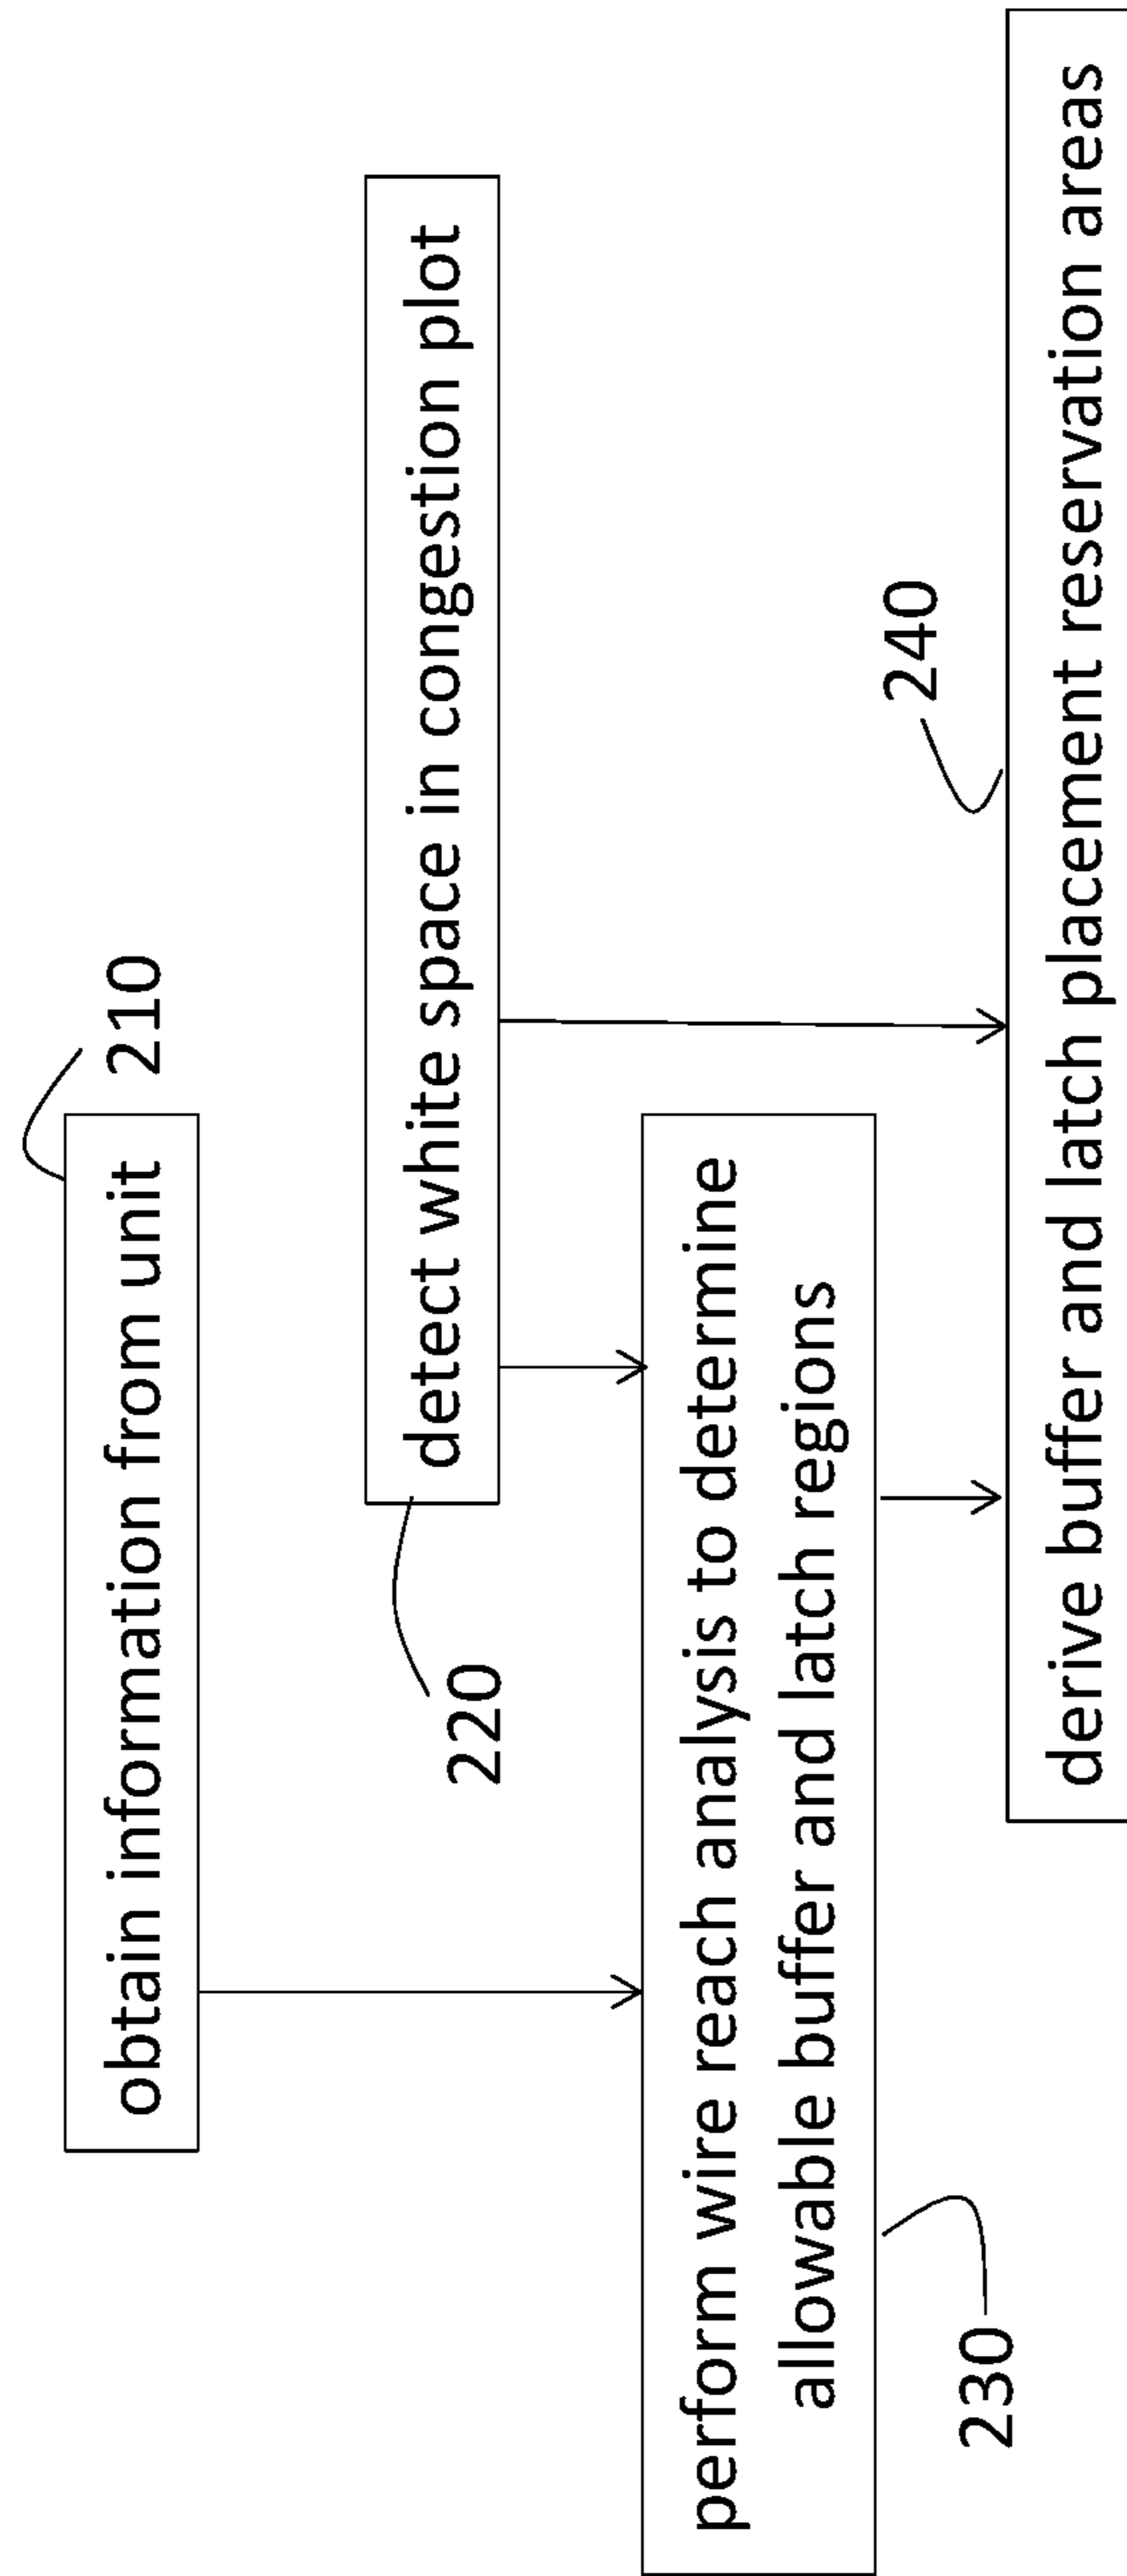 obtain information from unit
210
detect white space in congestion plot
220
perform wire reach analysis to determine
allowable buffer and latch regions
230
240
derive buffer and latch placement reservation areas